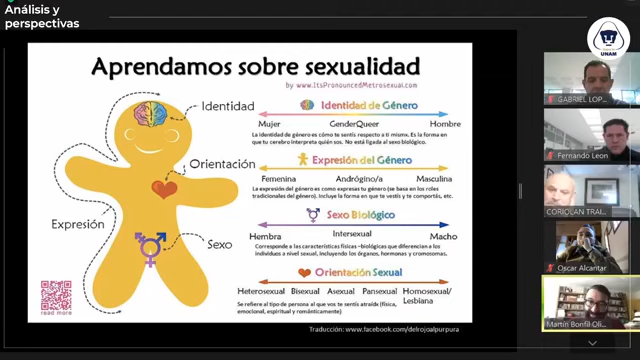 Análisis y
perspectivas
UNAM
Aprendamos sobre sexualidad
by www.ItsPronouncedMetrosexual.com
Identidad
Orientación
Expresión
Sexo
read more
Identidad de Género
Mujer GenderQueer Hombre
La identidad de género es cómo te sentís respecto a ti misme. Es la forma en
que tu cerebro interpreta quién sos. No está ligada al sexo biológico.
Expresión del Género
Femenina Andrógino/a Masculina
La expresión del género es como expresas tu género (se basa en los roles
tradicionales del género). Incluye la forma en que te vestís y te comportás, etc.
Sexo Biológico
Hembra Intersexual Macho
Corresponde a las características físicas -biológicas que diferencian a los
individuos a nivel sexual, incluyendo los órganos, hormonas y cromosomas.
Orientación Sexual
Heterosexual Bisexual Asexual Pansexual Homosexual/
Lesbiana
Se refiere al tipo de persona al que vos te sentís atraídx (física,
emocional, espiritual y románticamente)
Traducción: www.facebook.com/delrojoalpurpura
GABRIEL LOP...
Fernando Leon
CORIOLAN TRAI...
Oscar Alcantar
Martín Bonfil Oli...